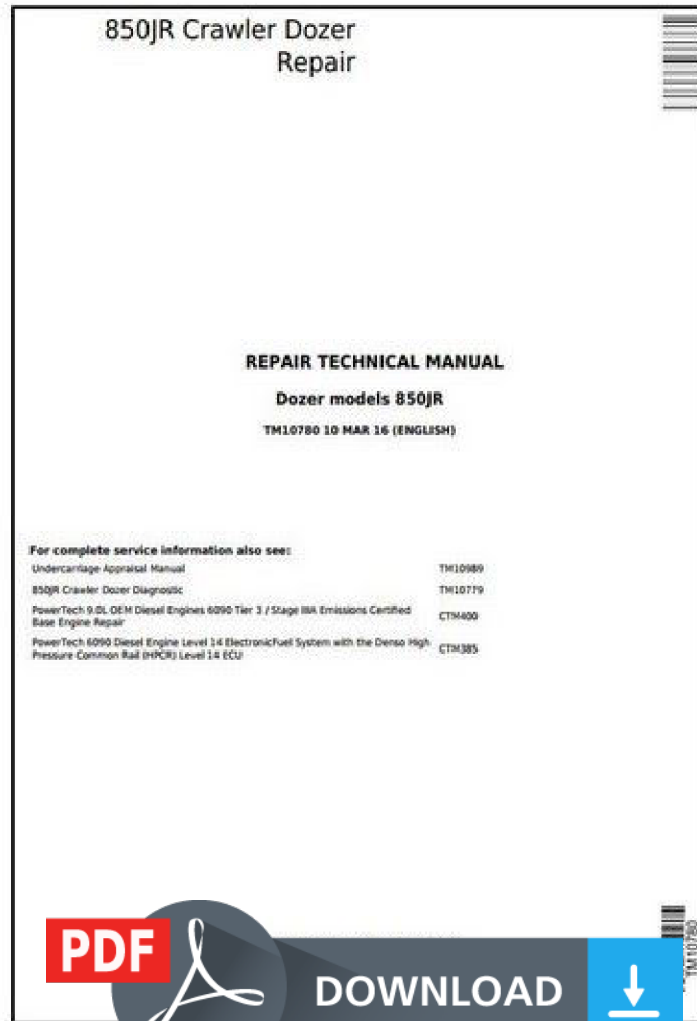 850JR Crawler Dozer
Repair
REPAIR TECHNICAL MANUAL
Dozer models 850JR
TM10780 10 MAR 16 (ENGLISH)
For complete service information also see:
Undercarriage Appraisal Manual TM10989
850JR Crawler Dozer Diagnostic TM10779
PowerTech 9.0L OEM Diesel Engines 6090 Tier 3 / Stage IIIA Emissions Certified
Base Engine Repair CTM400
PowerTech 6090 Diesel Engine Level 14 ElectronicFuel System with the Denso High
Pressure Common Rail (HPCR) Level 14 ECU CTM385
TM10780
PDF
DOWNLOAD